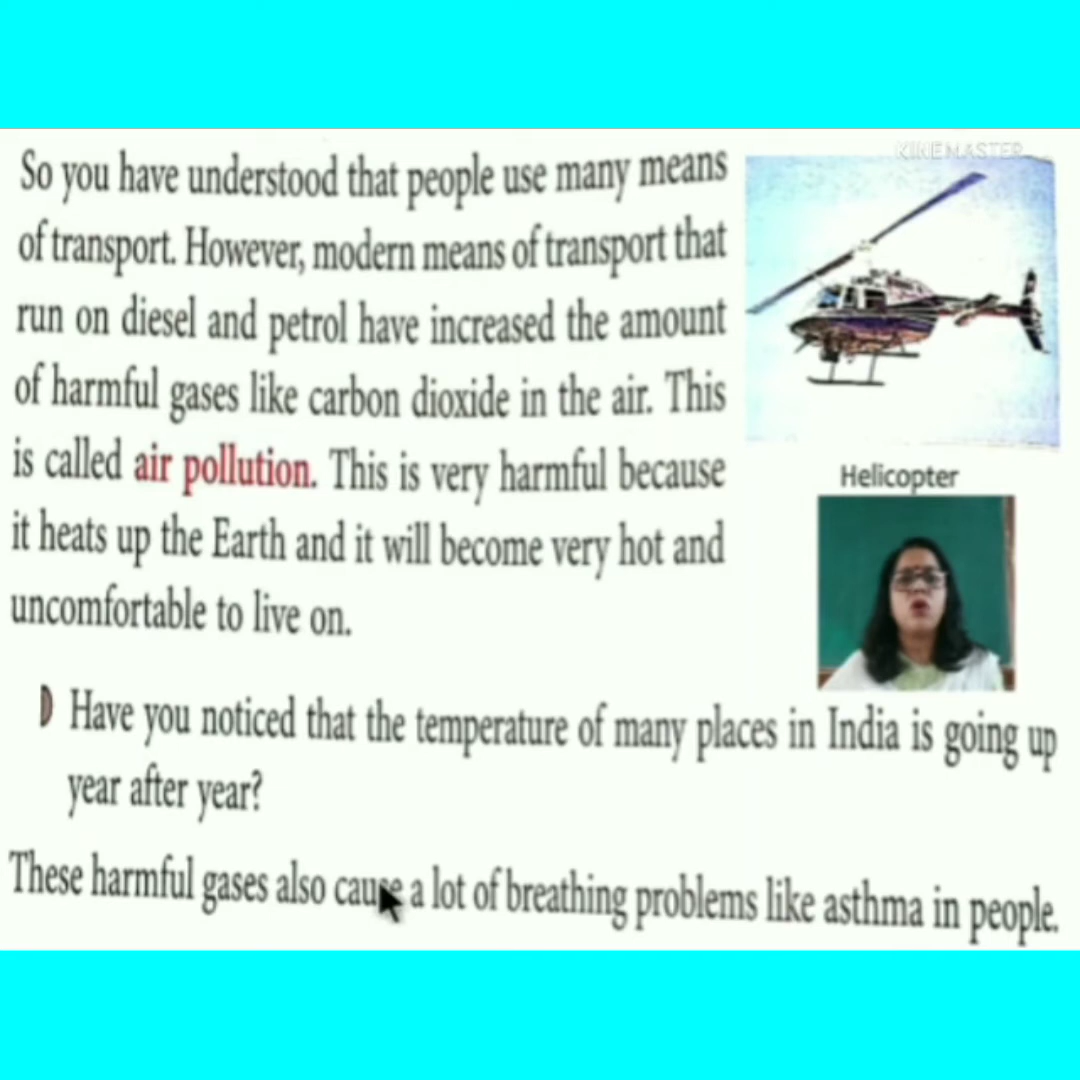 KINEMASTER
So you have understood that people use many means
of transport. However, modern means of transport that
run on diesel and petrol have increased the amount
of harmful gases like carbon dioxide in the air. This
is called air pollution. This is very harmful because
it heats up the Earth and it will become very hot and
uncomfortable to live on.
Helicopter
Have you noticed that the temperature of many places in India is going up
year after year?
These harmful gases also cause a lot of breathing problems like asthma in people.